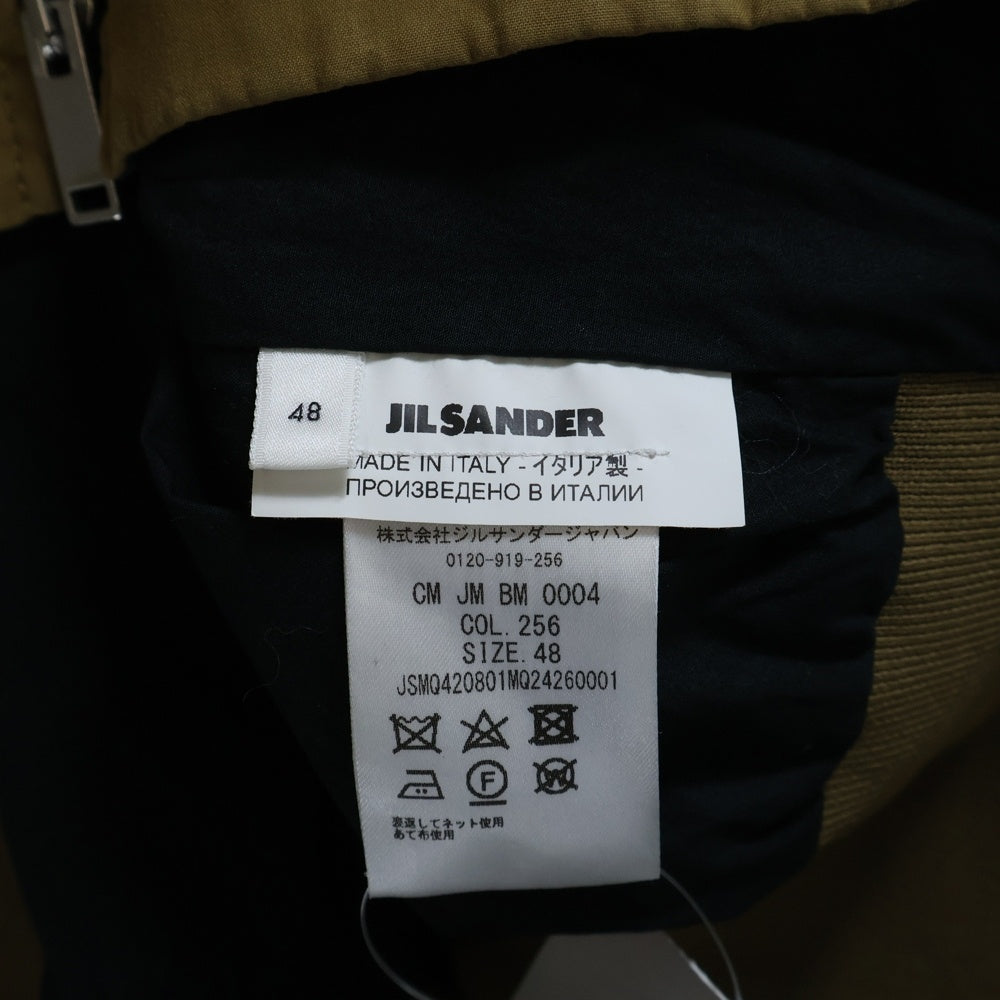 48
JIL SANDER
MADE IN ITALY - イタリア製 -
ПРОИЗВЕДЕНО В ИТАЛИИ
株式会社ジルサンダージャパン
0120-919-256
CM JM BM 0004
COL. 256
SIZE. 48
JSMQ420801MQ24260001
F
W
裏返してネット使用
あて布使用